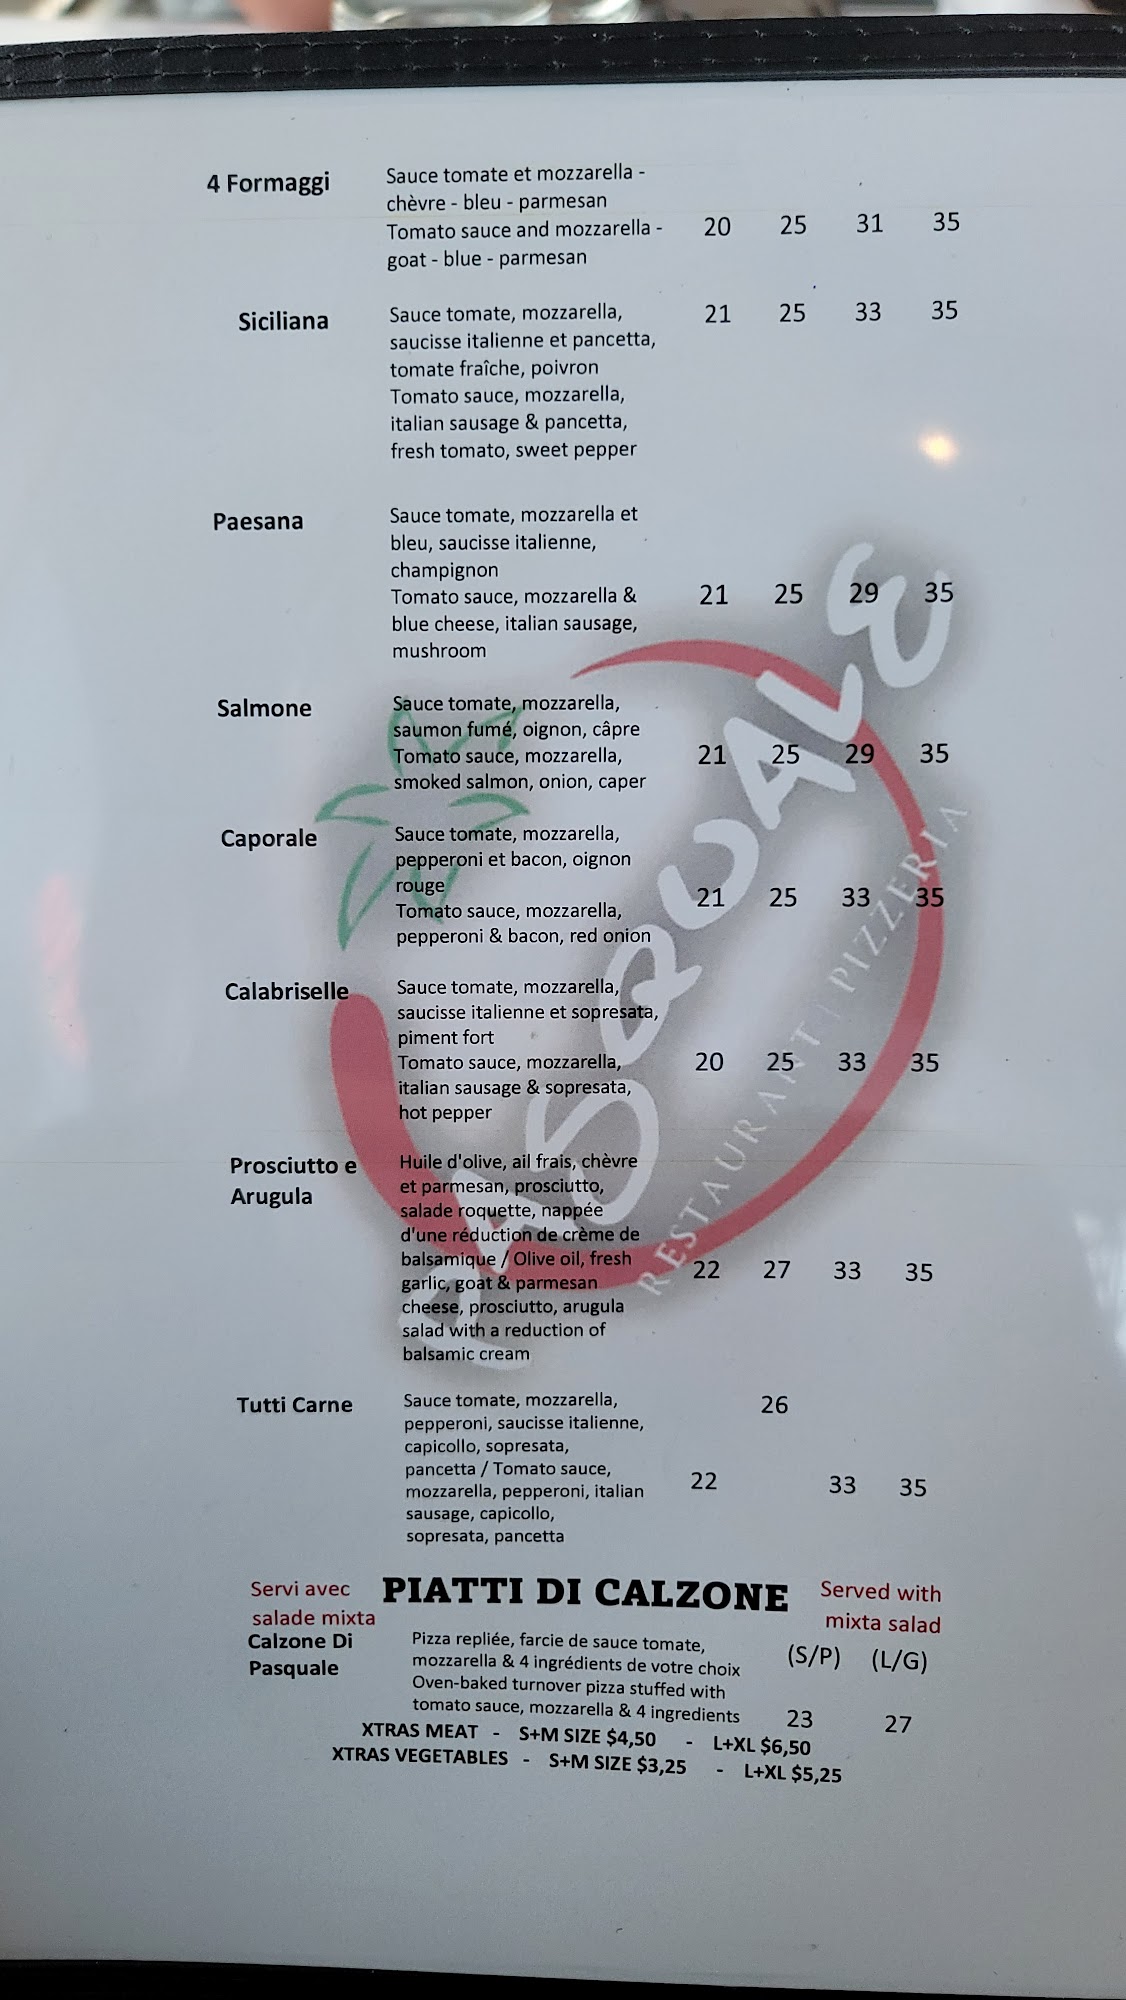 4 Formaggi
Sauce tomate et mozzarella -
chèvre - bleu - parmesan
Tomato sauce and mozzarella -
goat - blue - parmesan
20 25 31 35
Siciliana
Sauce tomate, mozzarella,
saucisse italienne et pancetta,
tomate fraîche, poivron
Tomato sauce, mozzarella,
italian sausage & pancetta,
fresh tomato, sweet pepper
21 25 33 35
Paesana
Sauce tomate, mozzarella et
bleu, saucisse italienne,
champignon
Tomato sauce, mozzarella &
blue cheese, italian sausage,
mushroom
21 25 29 35
Salmone
Sauce tomate, mozzarella,
saumon fumé, oignon, câpre
Tomato sauce, mozzarella,
smoked salmon, onion, caper
21 25 29 35
Caporale
Sauce tomate, mozzarella,
pepperoni et bacon, oignon
rouge
Tomato sauce, mozzarella,
pepperoni & bacon, red onion
21 25 33 35
Calabriselle
Sauce tomate, mozzarella,
saucisse italienne et sopresata,
piment fort
Tomato sauce, mozzarella,
italian sausage & sopresata,
hot pepper
20 25 33 35
Prosciutto e
Arugula
Huile d'olive, ail frais, chèvre
et parmesan, prosciutto,
salade roquette, nappée
d'une réduction de crème de
balsamique / Olive oil, fresh
garlic, goat & parmesan
cheese, prosciutto, arugula
salad with a reduction of
balsamic cream
22 27 33 35
Tutti Carne
Sauce tomate, mozzarella,
pepperoni, saucisse italienne,
capicollo, sopresata,
pancetta / Tomato sauce,
mozzarella, pepperoni, italian
sausage, capicollo,
sopresata, pancetta
26
22 33 35
PASQUALE
RESTAURANT | PIZZERIA
Servi avec
salade mixta
PIATTI DI CALZONE
Served with
mixta salad
Calzone Di
Pasquale
Pizza repliée, farcie de sauce tomate,
mozzarella & 4 ingrédients de votre choix
Oven-baked turnover pizza stuffed with
tomato sauce, mozzarella & 4 ingredients
(S/P) (L/G)
23 27
XTRAS MEAT - S+M SIZE $4,50 - L+XL $6,50
XTRAS VEGETABLES - S+M SIZE $3,25 - L+XL $5,25